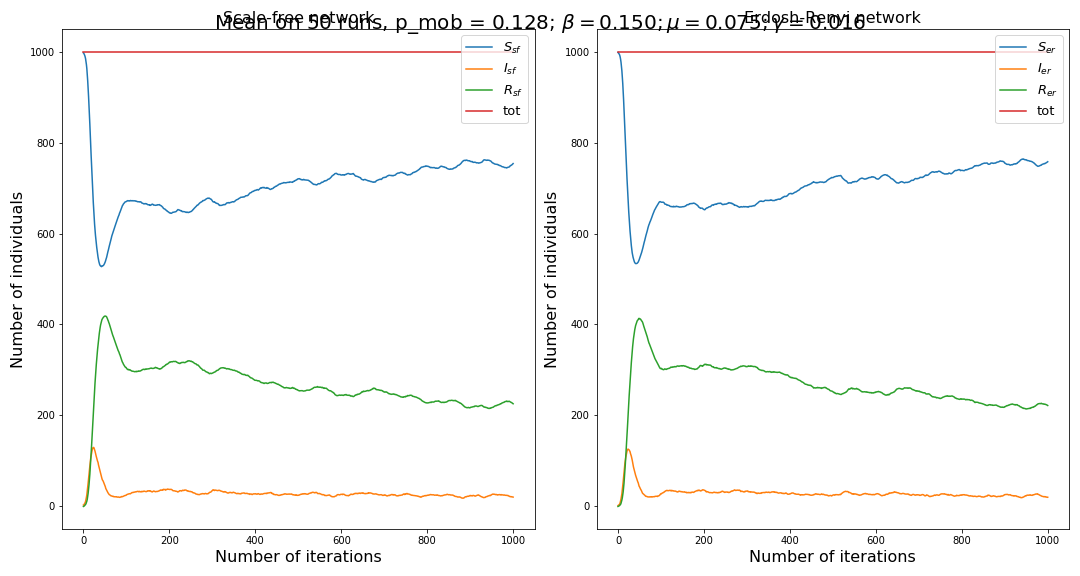 Scale-free network
Erdosh-Renyi network
Mean on 50 runs, p_mob = 0.128; β = 0.150; μ = 0.075; γ = 0.016
1000
800
600
400
200
0
Number of individuals
S_sf
I_sf
R_sf
tot
0 200 400 600 800 1000
Number of iterations
1000
800
600
400
200
0
Number of individuals
S_er
I_er
R_er
tot
0 200 400 600 800 1000
Number of iterations